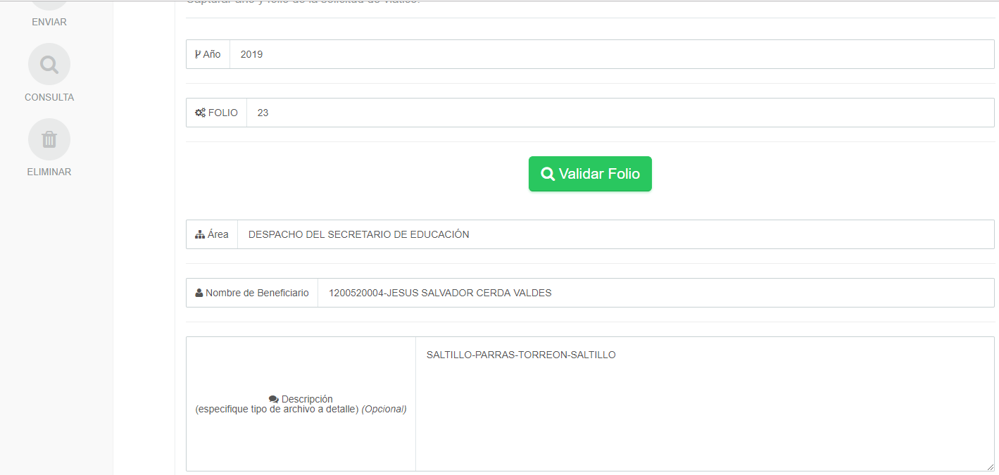 Capturar año y folio de la solicitud de viatico.
ENVIAR
Año 2019
CONSULTA
FOLIO 23
ELIMINAR
Validar Folio
Área DESPACHO DEL SECRETARIO DE EDUCACIÓN
Nombre de Beneficiario 1200520004-JESUS SALVADOR CERDA VALDES
SALTILLO-PARRAS-TORREON-SALTILLO
Descripción
(especifique tipo de archivo a detalle) (Opcional)